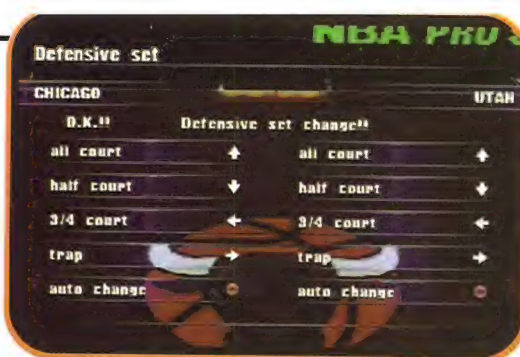 NBA PRO
Defensive set
CHICAGO UTAH
D.K.!! Defensive set change!!
all court ↑ all court ↑
half court ↓ half court ↓
3/4 court ← 3/4 court ←
trap → trap →
auto change auto change